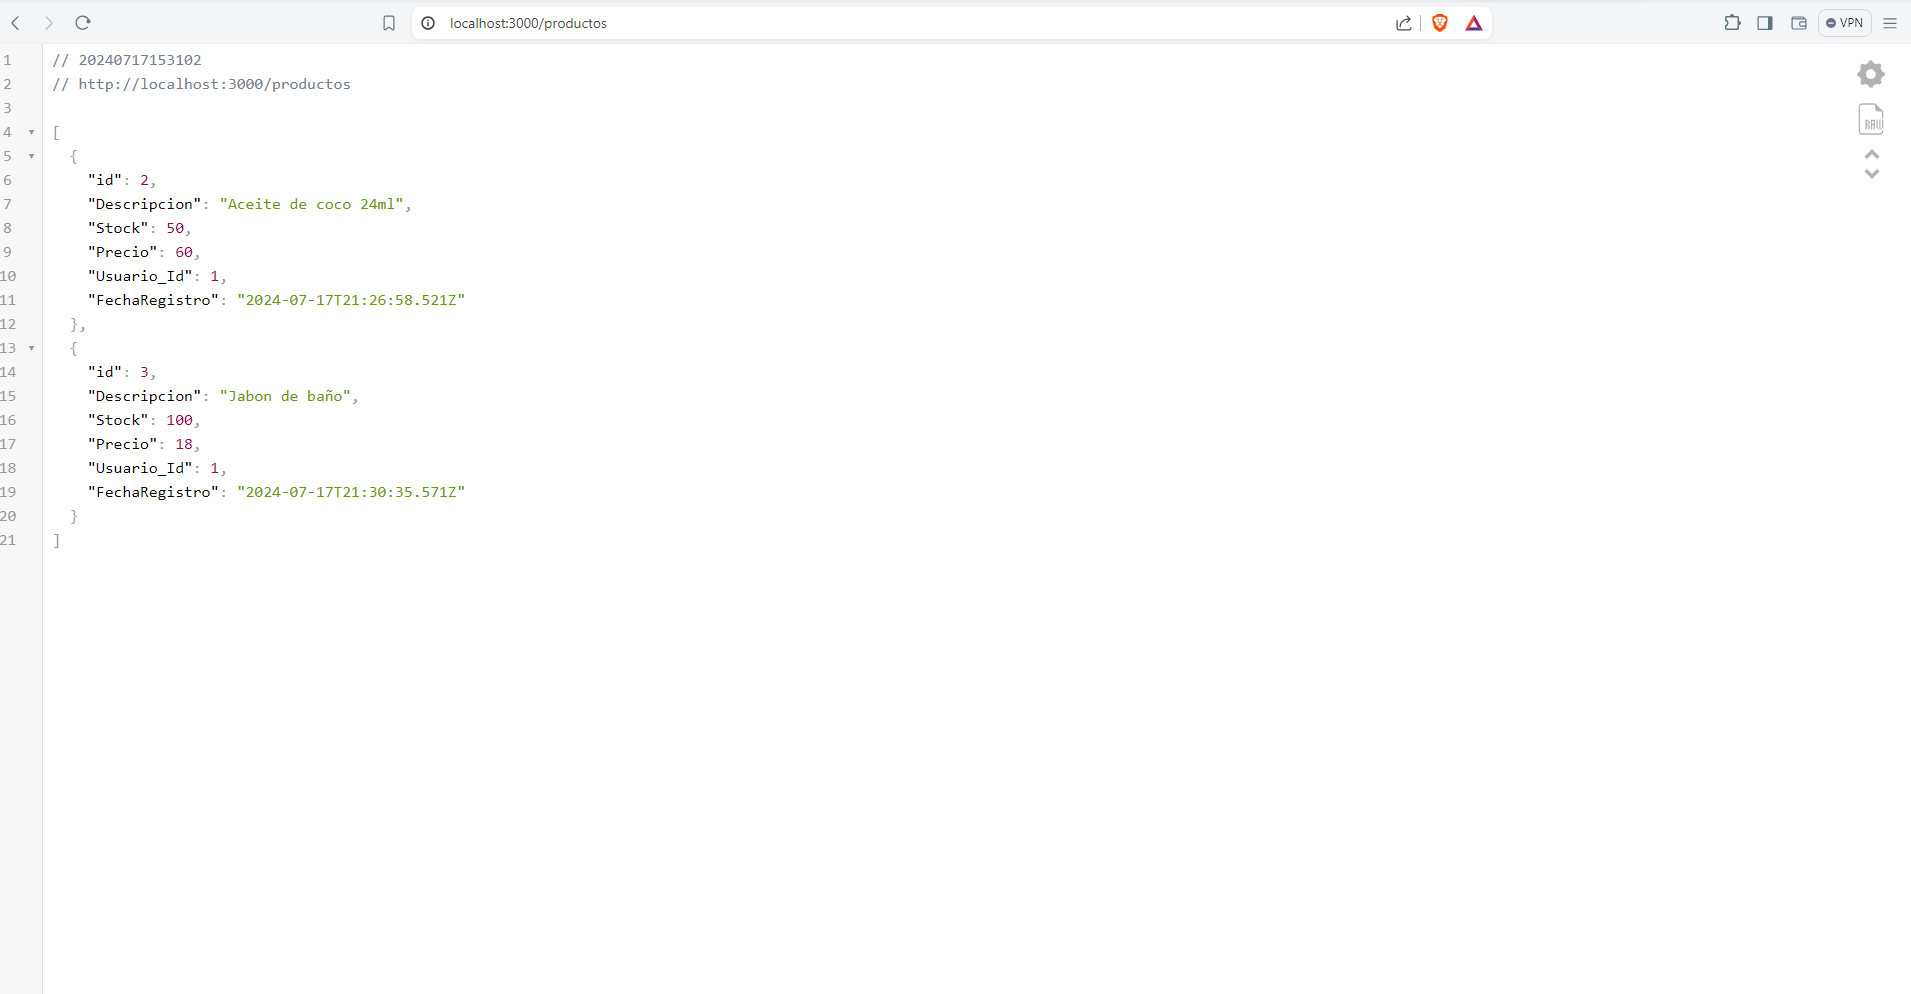 localhost:3000/productos
VPN
1 // 20240717153102
2 // http://localhost:3000/productos
3
4 [
5 {
6 "id": 2,
7 "Descripcion": "Aceite de coco 24ml",
8 "Stock": 50,
9 "Precio": 60,
10 "Usuario_Id": 1,
11 "FechaRegistro": "2024-07-17T21:26:58.521Z"
12 },
13 {
14 "id": 3,
15 "Descripcion": "Jabon de baño",
16 "Stock": 100,
17 "Precio": 18,
18 "Usuario_Id": 1,
19 "FechaRegistro": "2024-07-17T21:30:35.571Z"
20 }
21 ]
RAW